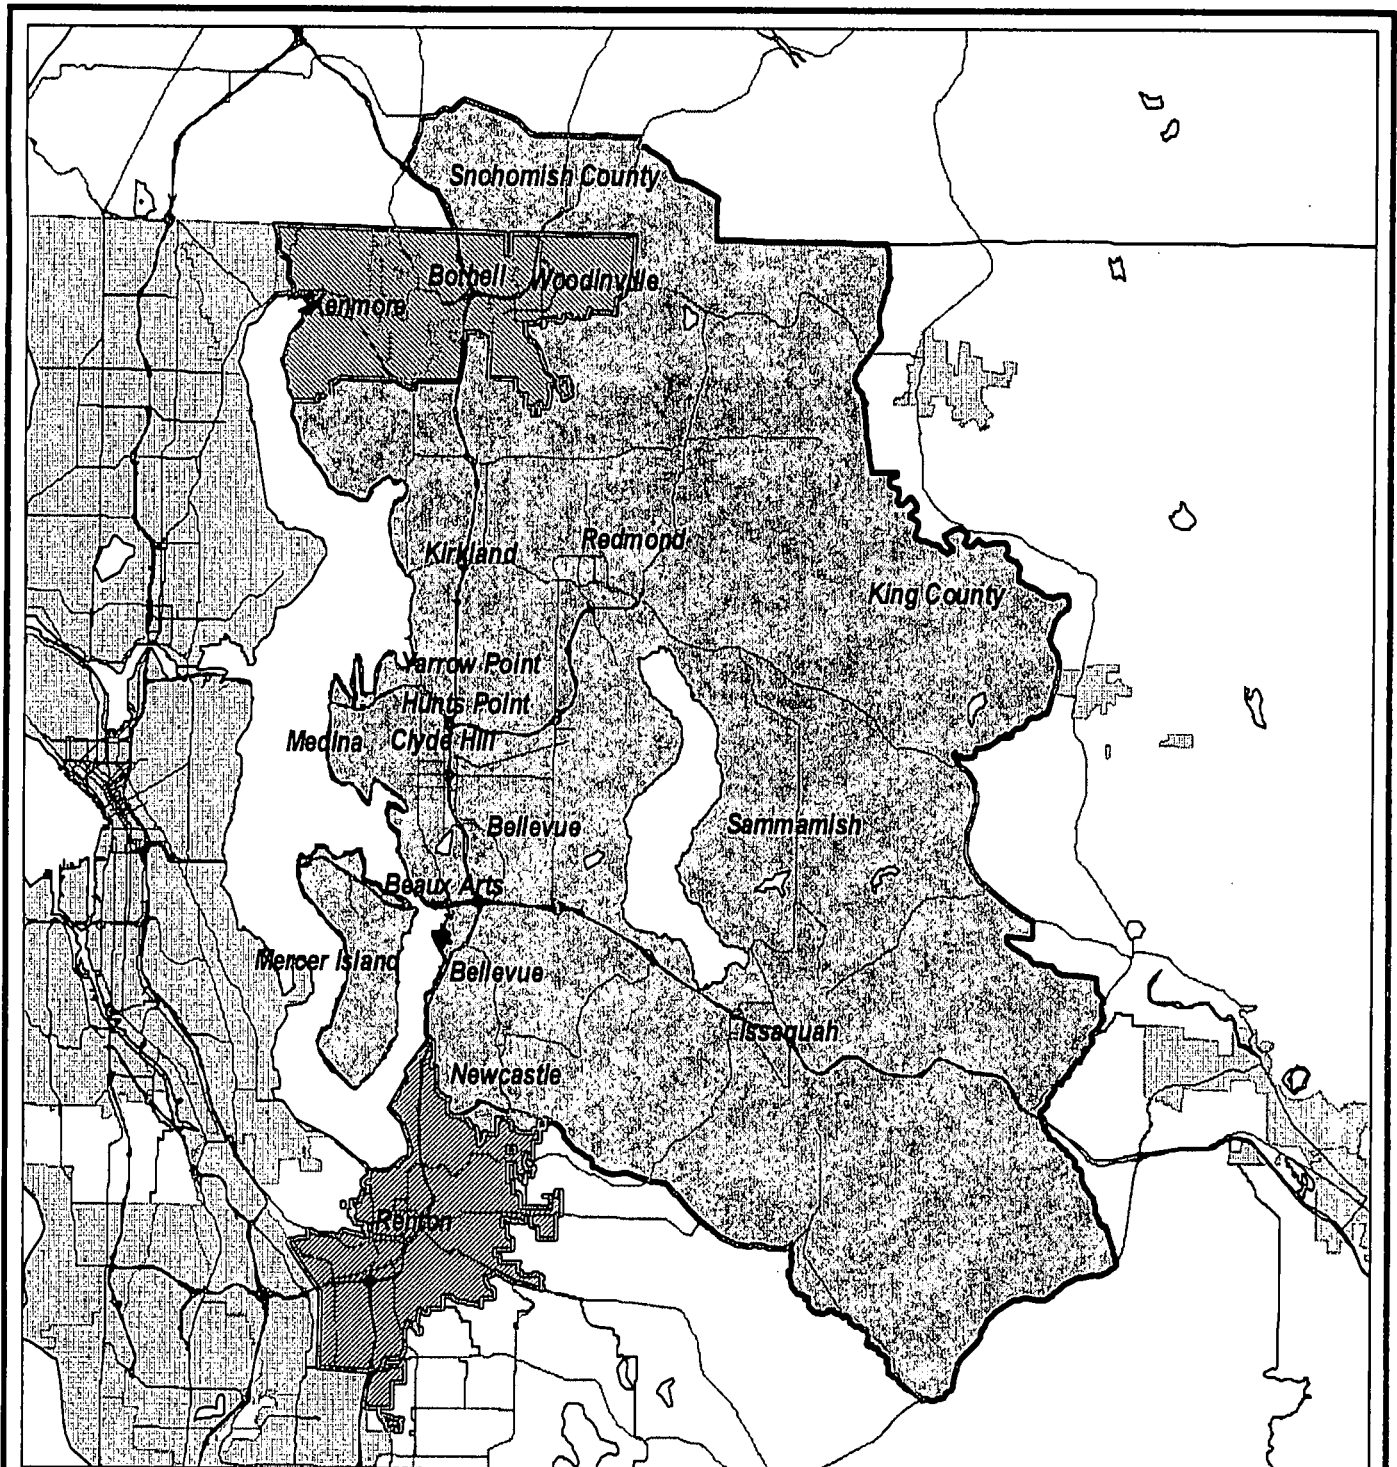 Snohomish County
Bothell
Woodinville
Kenmore
Redmond
Kirkland
King County
Yarrow Point
Hunts Point
Medina
Clyde Hill
Bellevue
Sammamish
Beaux Arts
Mercer Island
Bellevue
Issaquah
Newcastle
Renton